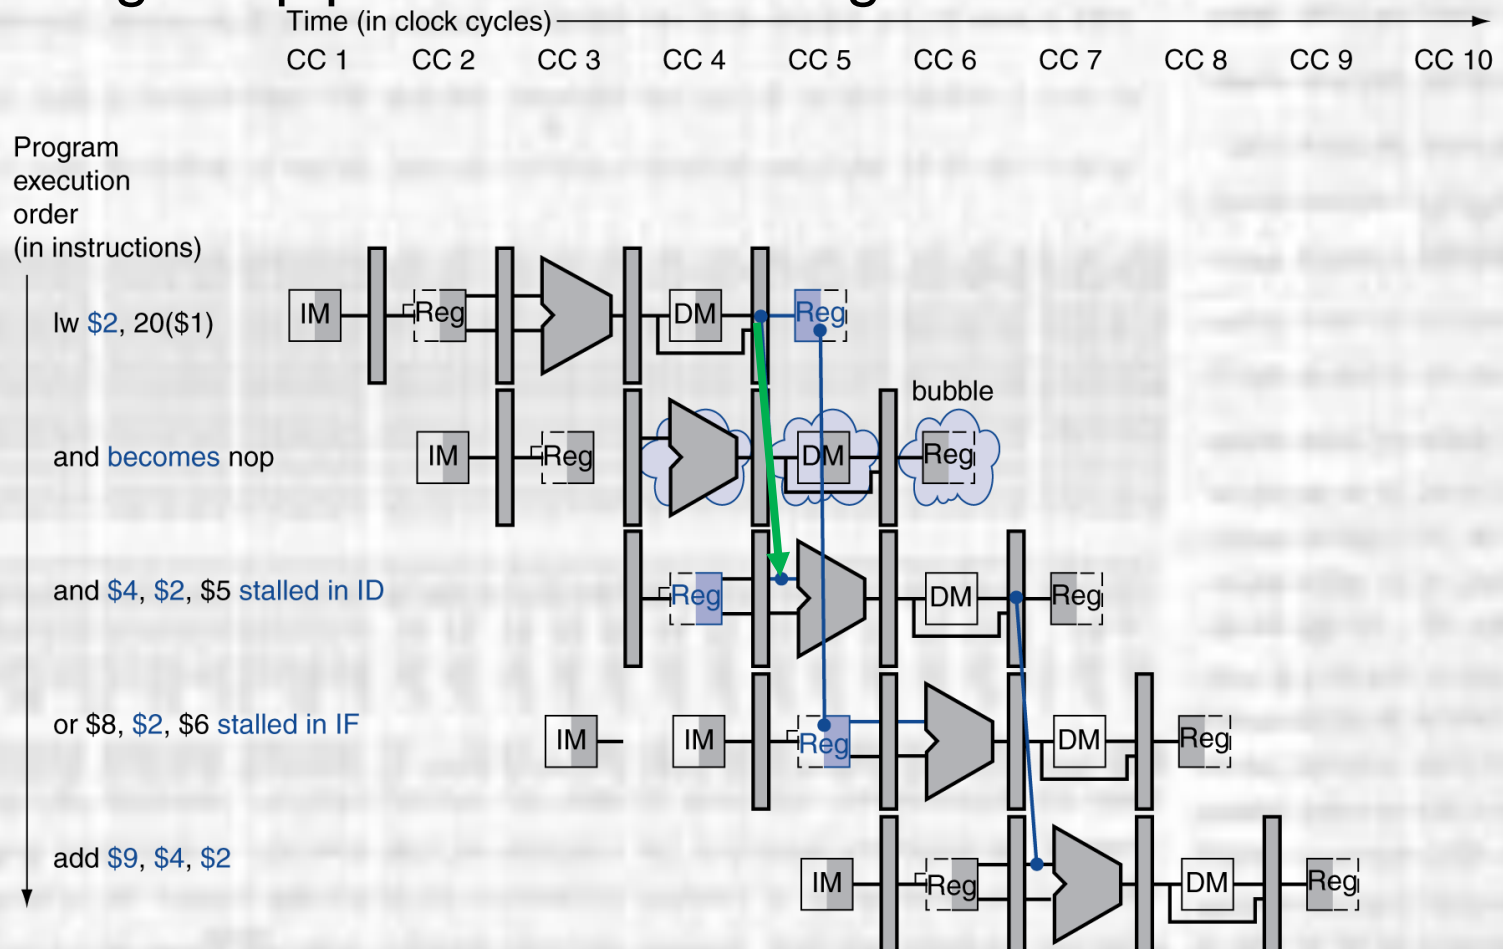 Time (in clock cycles)
CC 1 CC 2 CC 3 CC 4 CC 5 CC 6 CC 7 CC 8 CC 9 CC 10
Program
execution
order
(in instructions)
lw $2, 20($1)
IM Reg DM Reg
bubble
and becomes nop
IM Reg DM Reg
and $4, $2, $5 stalled in ID
Reg DM Reg
or $8, $2, $6 stalled in IF
IM IM Reg DM Reg
add $9, $4, $2
IM Reg DM Reg